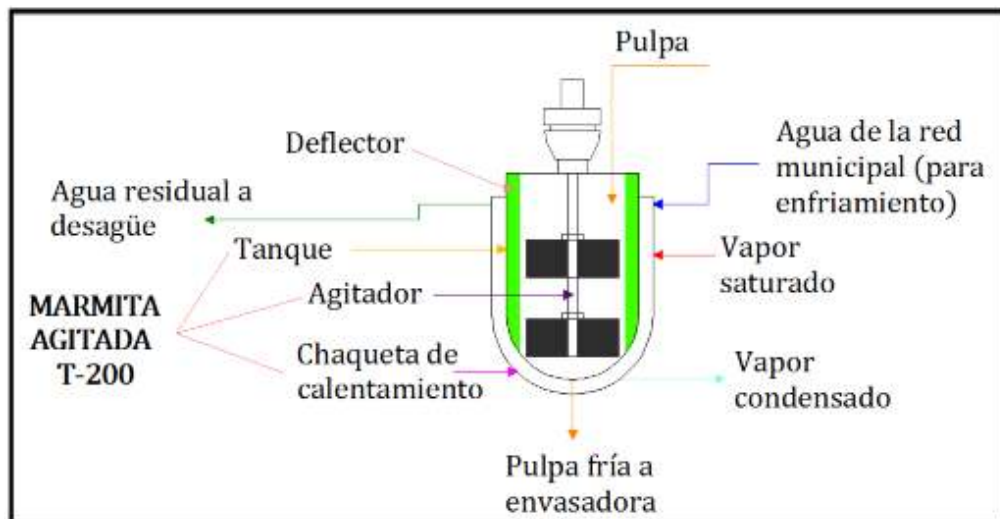 Pulpa
Deflector
Agua de la red
municipal (para
enfriamiento)
Agua residual a
desagüe
Tanque
Vapor
saturado
Agitador
MARMITA
AGITADA
T-200
Chaqueta de
calentamiento
Vapor
condensado
Pulpa fría a
envasadora